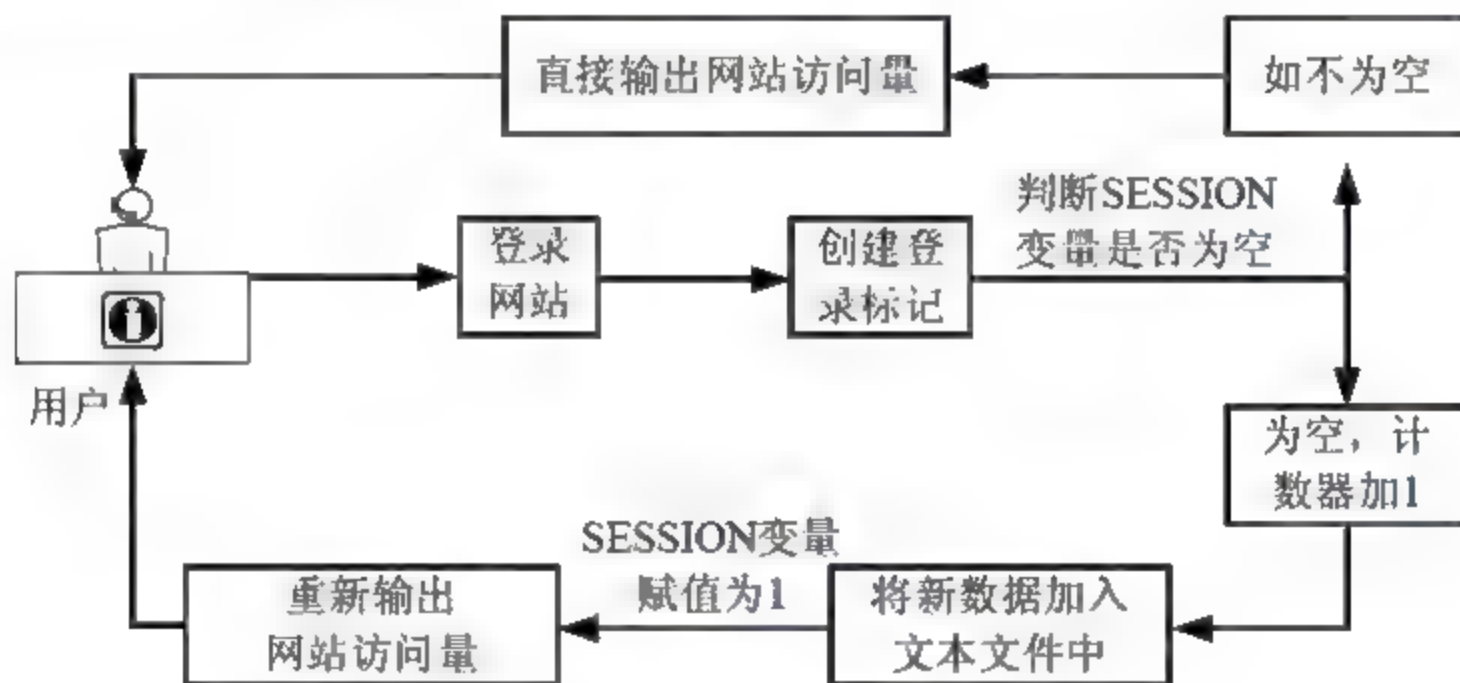 直接输出网站访问量
如不为空
判断SESSION
变量是否为空
登录
网站
创建登
录标记
用户
为空，计
数器加1
SESSION变量
赋值为1
重新输出
网站访问量
将新数据加入
文本文件中